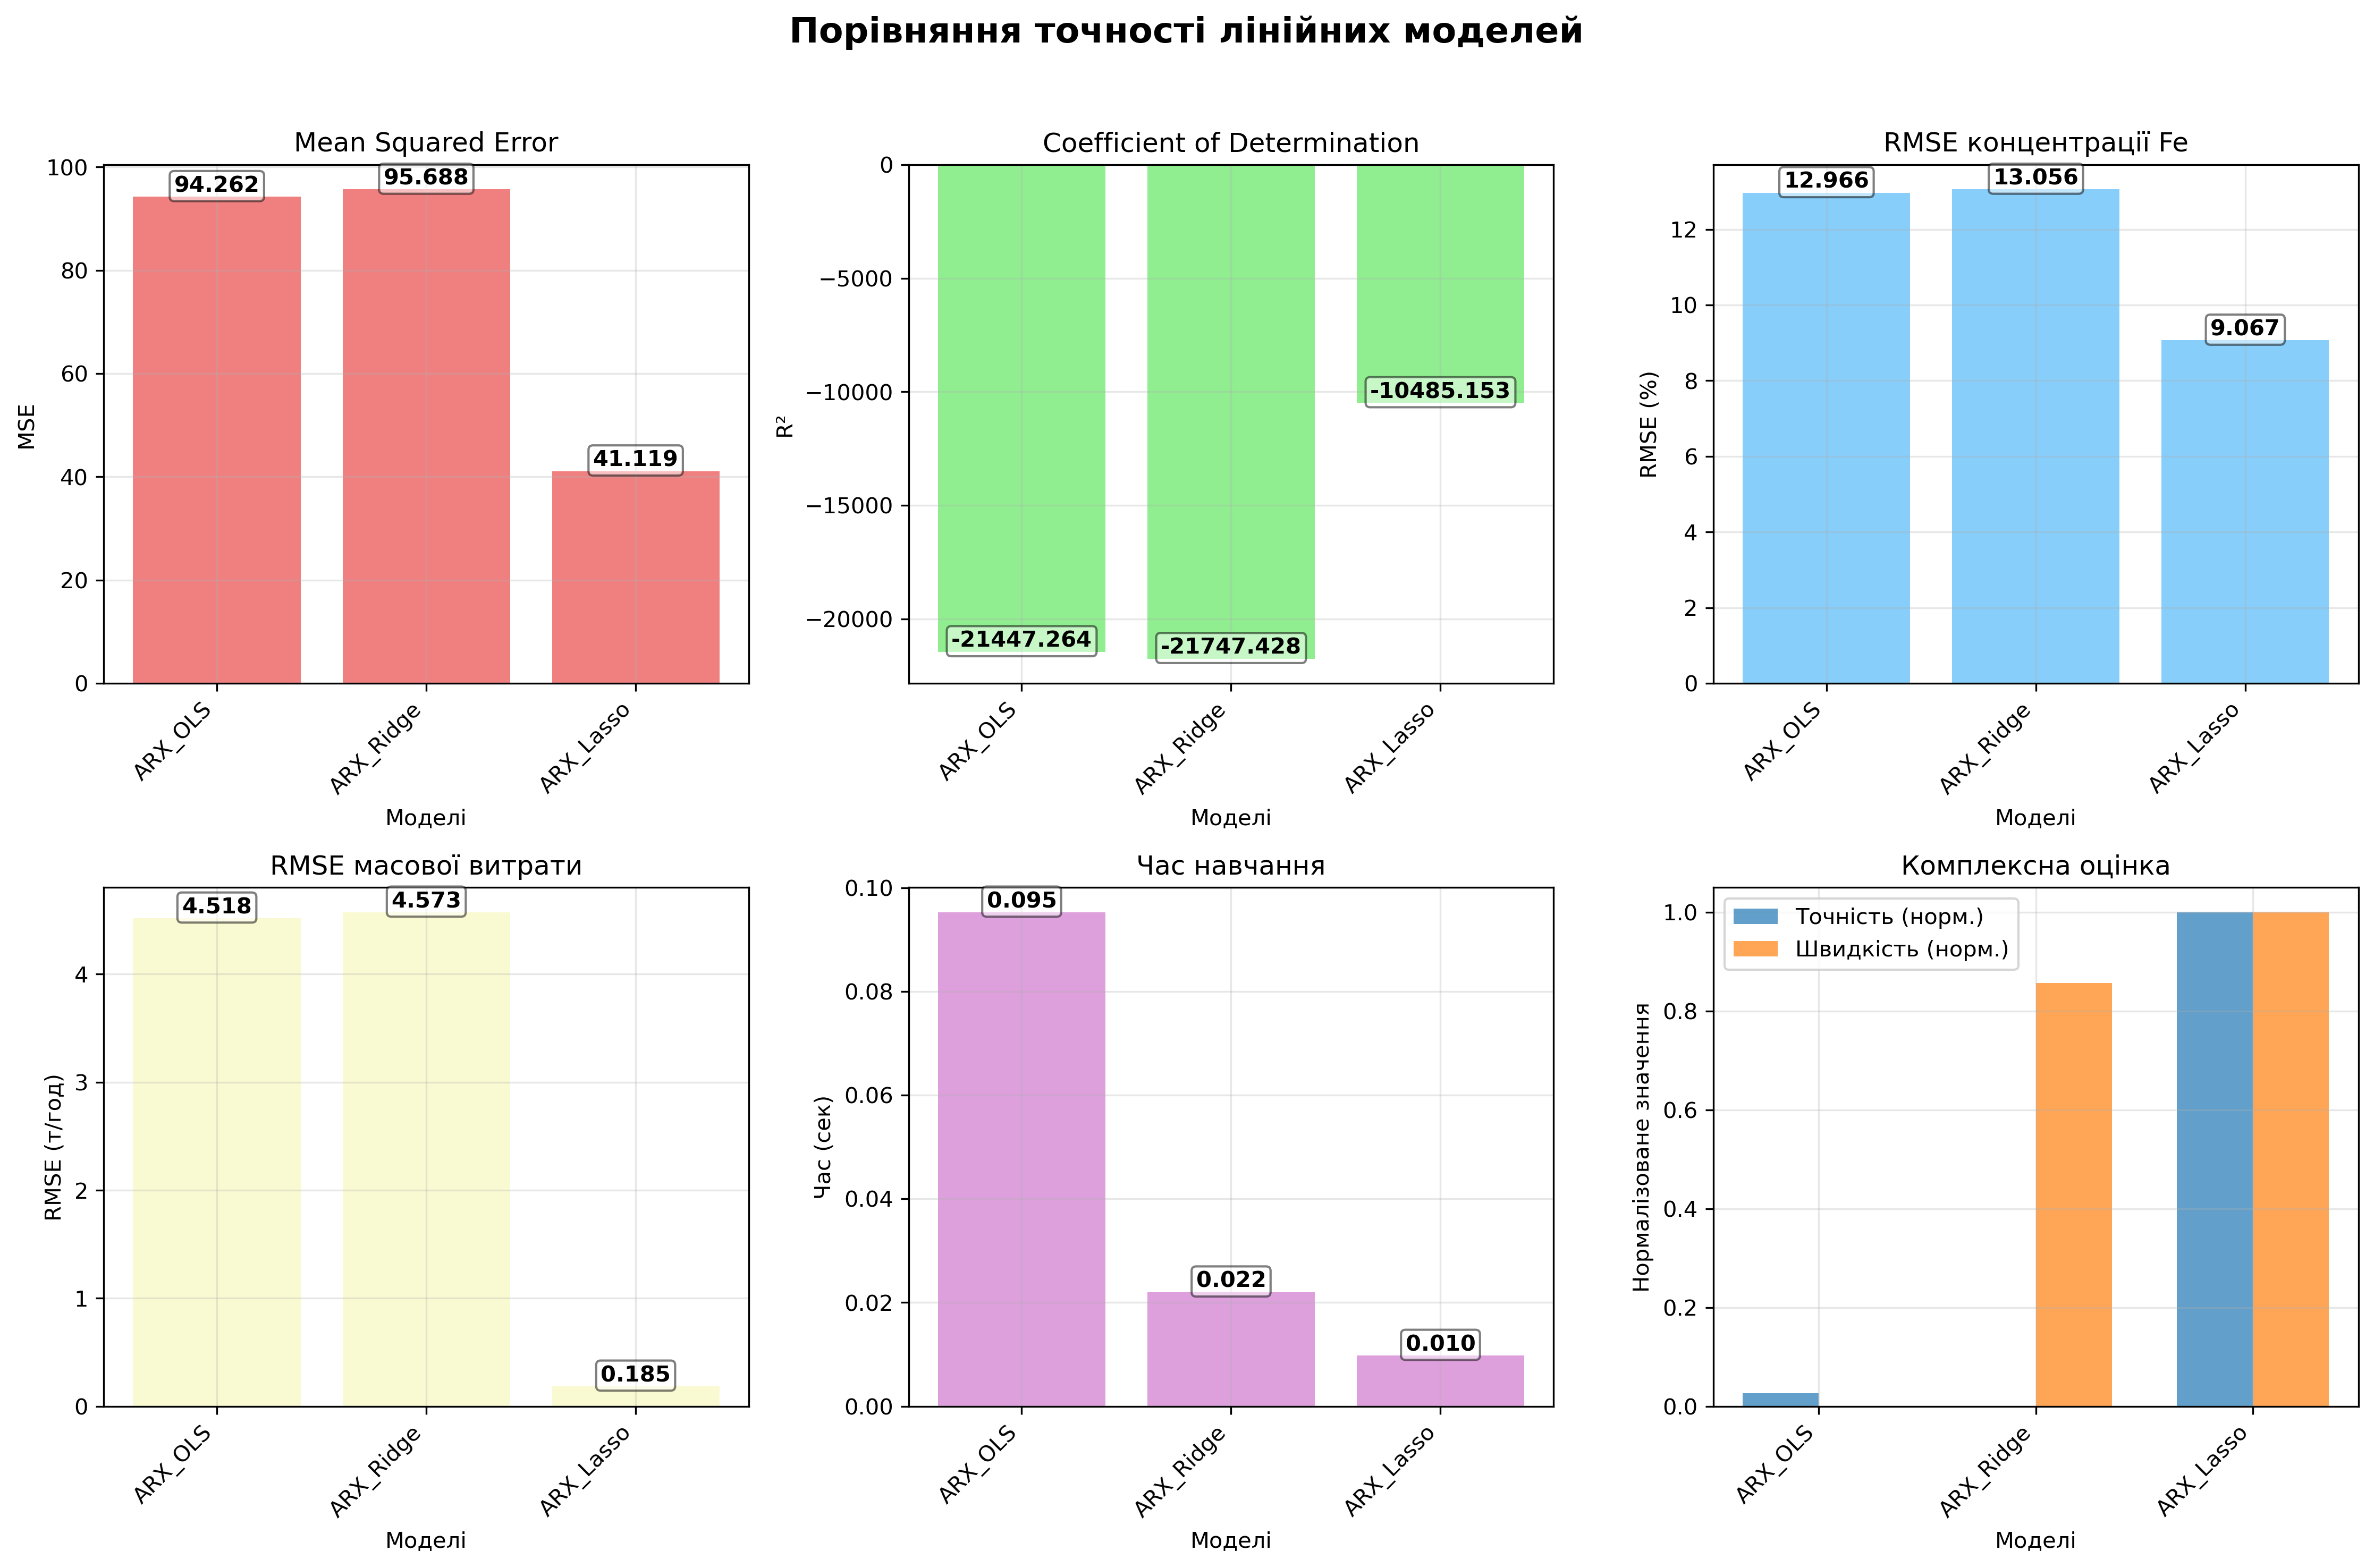 Порівняння точності лінійних моделей
Mean Squared Error
MSE
100
80
60
40
20
0
94.262
95.688
41.119
ARX_OLS
ARX_Ridge
ARX_Lasso
Моделі
Coefficient of Determination
R²
0
−5000
−10000
−15000
−20000
-21447.264
-21747.428
-10485.153
ARX_OLS
ARX_Ridge
ARX_Lasso
Моделі
RMSE концентрації Fe
RMSE (%)
12
10
8
6
4
2
0
12.966
13.056
9.067
ARX_OLS
ARX_Ridge
ARX_Lasso
Моделі
RMSE масової витрати
RMSE (т/год)
4
3
2
1
0
4.518
4.573
0.185
ARX_OLS
ARX_Ridge
ARX_Lasso
Моделі
Час навчання
Час (сек)
0.10
0.08
0.06
0.04
0.02
0.00
0.095
0.022
0.010
ARX_OLS
ARX_Ridge
ARX_Lasso
Моделі
Комплексна оцінка
Нормалізоване значення
1.0
0.8
0.6
0.4
0.2
0.0
Точність (норм.)
Швидкість (норм.)
ARX_OLS
ARX_Ridge
ARX_Lasso
Моделі